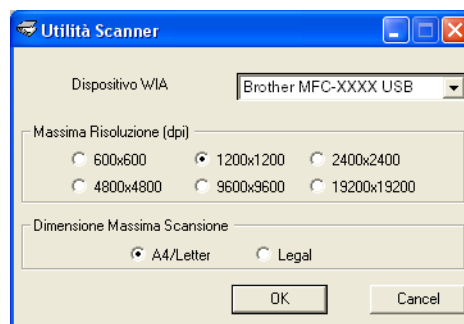 Utilità Scanner
Dispositivo WIA
Brother MFC-XXXX USB
Massima Risoluzione (dpi)
600x600 1200x1200 2400x2400
4800x4800 9600x9600 19200x19200
Dimensione Massima Scansione
A4/Letter Legal
OK Cancel